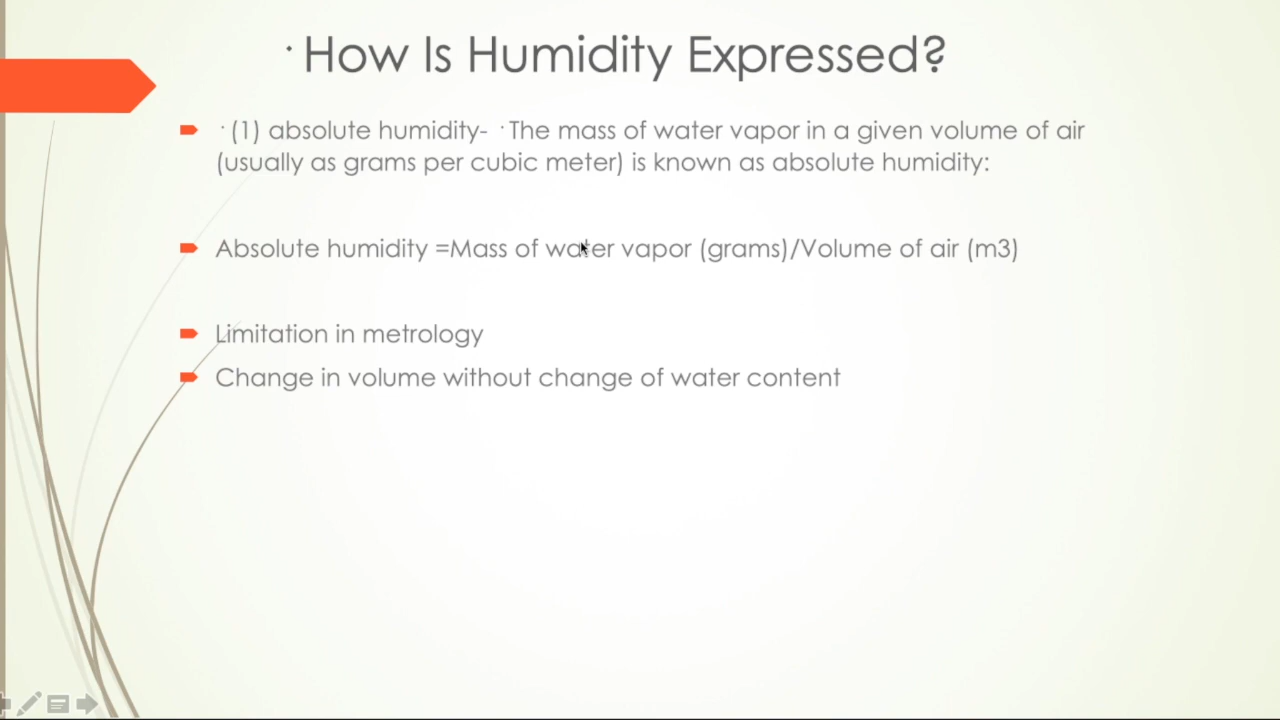 · How Is Humidity Expressed?
· (1) absolute humidity- · The mass of water vapor in a given volume of air
(usually as grams per cubic meter) is known as absolute humidity:
Absolute humidity =Mass of water vapor (grams)/Volume of air (m3)
Limitation in metrology
Change in volume without change of water content